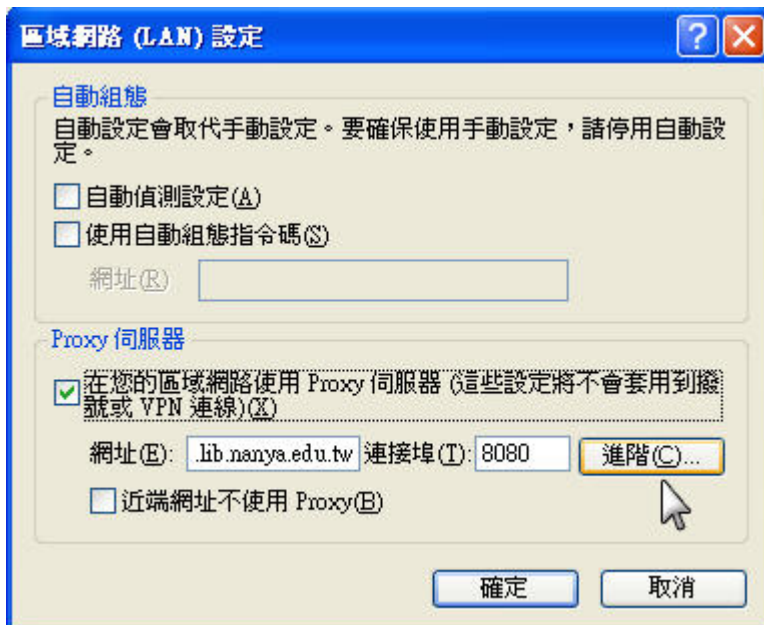 區域網路 (LAN) 設定
自動組態
自動設定會取代手動設定。要確保使用手動設定，請停用自動設
定。
自動偵測設定(A)
使用自動組態指令碼(S)
網址(R)
Proxy 伺服器
在您的區域網路使用 Proxy 伺服器 (這些設定將不會套用到撥
號或 VPN 連線)(X)
網址(E): .lib.nanya.edu.tw 連接埠(T): 8080 進階(C)...
近端網址不使用 Proxy(B)
確定 取消